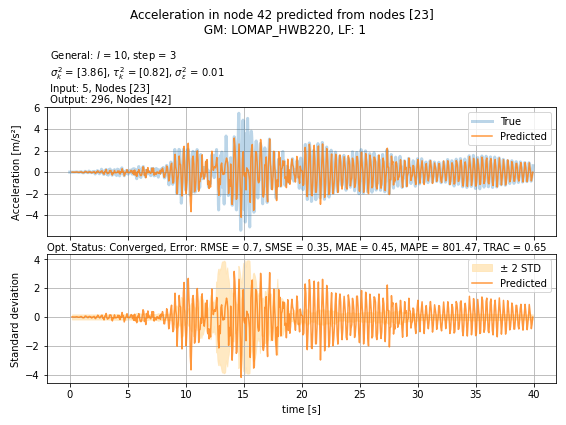 Acceleration in node 42 predicted from nodes [23]
GM: LOMAP_HWB220, LF: 1
General: l = 10, step = 3
σ²ₖ = [3.86], τ²ₖ = [0.82], σ²ε = 0.01
Input: 5, Nodes [23]
Output: 296, Nodes [42]
6
4
2
0
−2
−4
Acceleration [m/s²]
True
Predicted
Opt. Status: Converged, Error: RMSE = 0.7, SMSE = 0.35, MAE = 0.45, MAPE = 801.47, TRAC = 0.65
4
2
0
−2
−4
Standard deviation
± 2 STD
Predicted
0 5 10 15 20 25 30 35 40
time [s]